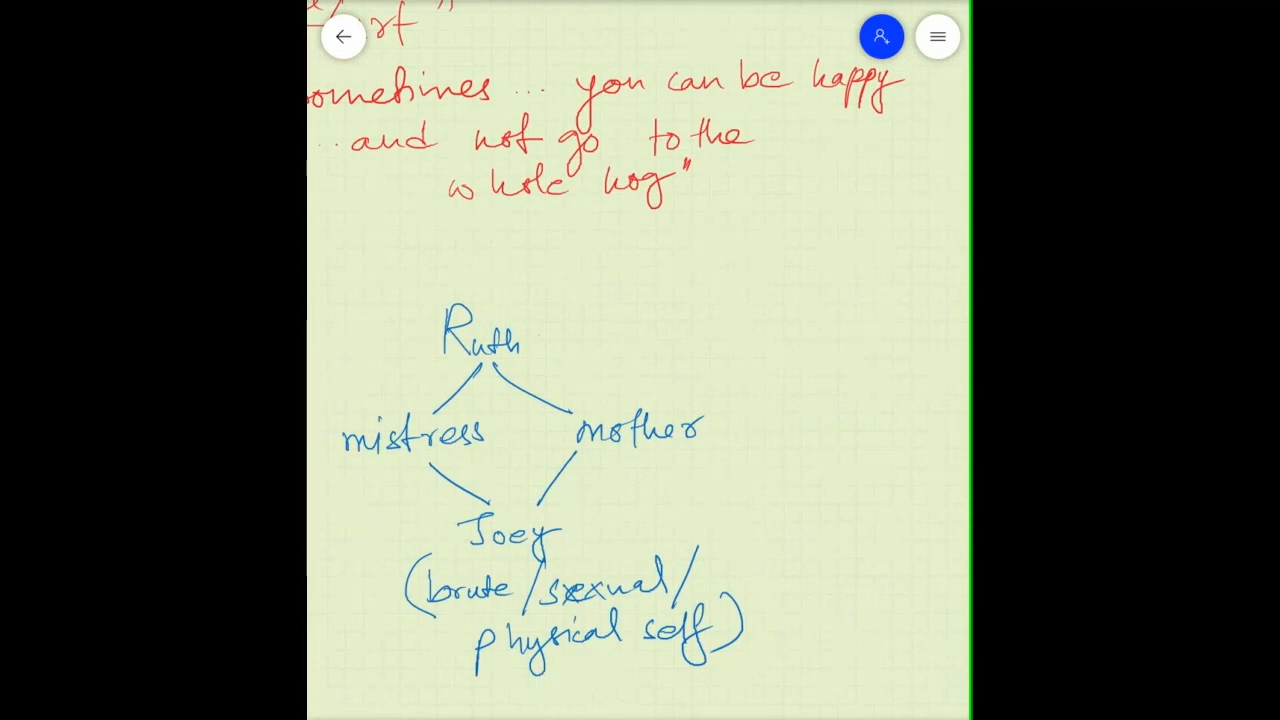 sometimes ... you can be happy
.. and not go to the
whole hog"
Ruth
mistress mother
Joey
(brute/sexual/
physical self)